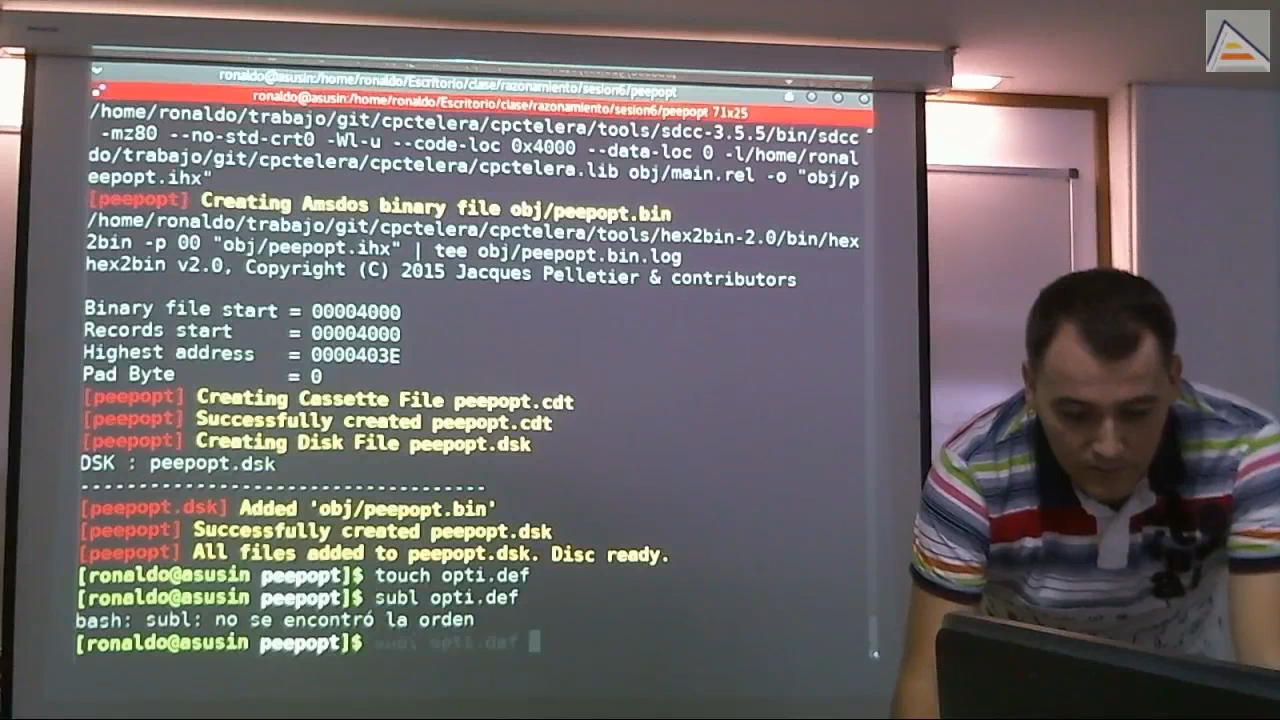 ronaldo@asusin:/home/ronaldo/Escritorio/clase/razonamiento/sesion6/peepopt
ronaldo@asusin:/home/ronaldo/Escritorio/clase/razonamiento/sesion6/peepopt 71x25
/home/ronaldo/trabajo/git/cpctelera/cpctelera/tools/sdcc-3.5.5/bin/sdcc
-mz80 --no-std-crt0 -Wl-u --code-loc 0x4000 --data-loc 0 -l/home/ronal
do/trabajo/git/cpctelera/cpctelera/cpctelera.lib obj/main.rel -o "obj/p
eepopt.ihx"
[peepopt] Creating Amsdos binary file obj/peepopt.bin
/home/ronaldo/trabajo/git/cpctelera/cpctelera/tools/hex2bin-2.0/bin/hex
2bin -p 00 "obj/peepopt.ihx" | tee obj/peepopt.bin.log
hex2bin v2.0, Copyright (C) 2015 Jacques Pelletier & contributors
Binary file start = 00004000
Records start = 00004000
Highest address = 0000403E
Pad Byte = 0
[peepopt] Creating Cassette File peepopt.cdt
[peepopt] Successfully created peepopt.cdt
[peepopt] Creating Disk File peepopt.dsk
DSK : peepopt.dsk
-------------------------------------
[peepopt.dsk] Added 'obj/peepopt.bin'
[peepopt] Successfully created peepopt.dsk
[peepopt] All files added to peepopt.dsk. Disc ready.
[ronaldo@asusin peepopt]$ touch opti.def
[ronaldo@asusin peepopt]$ subl opti.def
bash: subl: no se encontró la orden
[ronaldo@asusin peepopt]$ opti.def